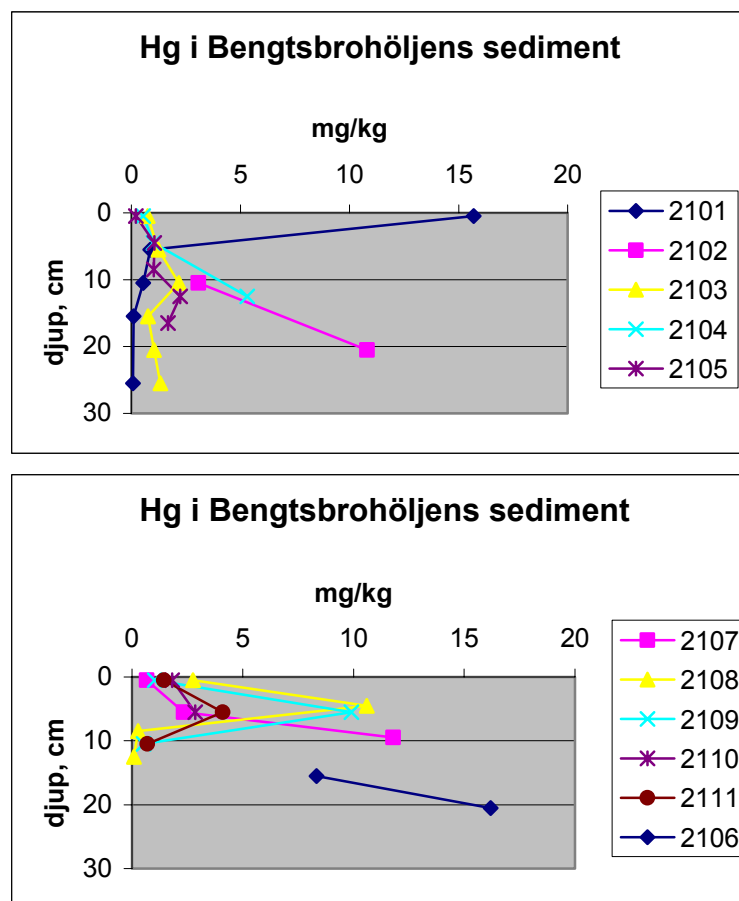 Hg i Bengtsbrohöljens sediment
mg/kg
0 5 10 15 20
0
10
20
30
djup, cm
2101
2102
2103
2104
2105
Hg i Bengtsbrohöljens sediment
mg/kg
0 5 10 15 20
0
10
20
30
djup, cm
2107
2108
2109
2110
2111
2106